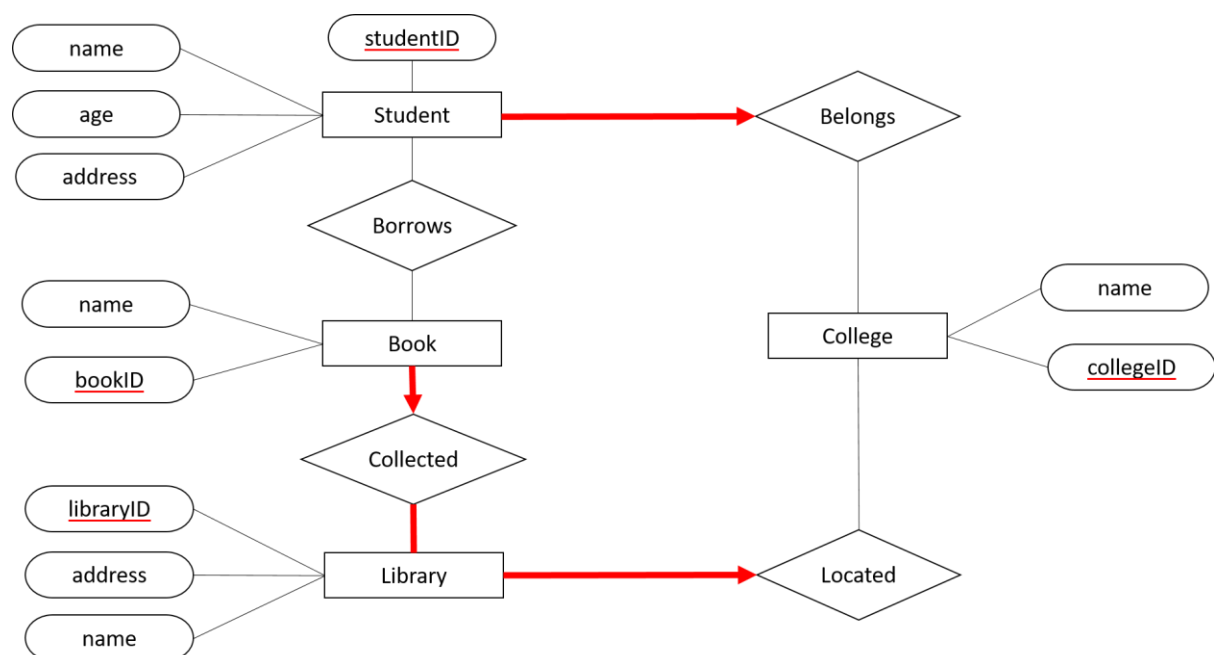 studentID
name
age
address
Student
Belongs
Borrows
name
bookID
Book
College
name
collegeID
Collected
libraryID
address
name
Library
Located